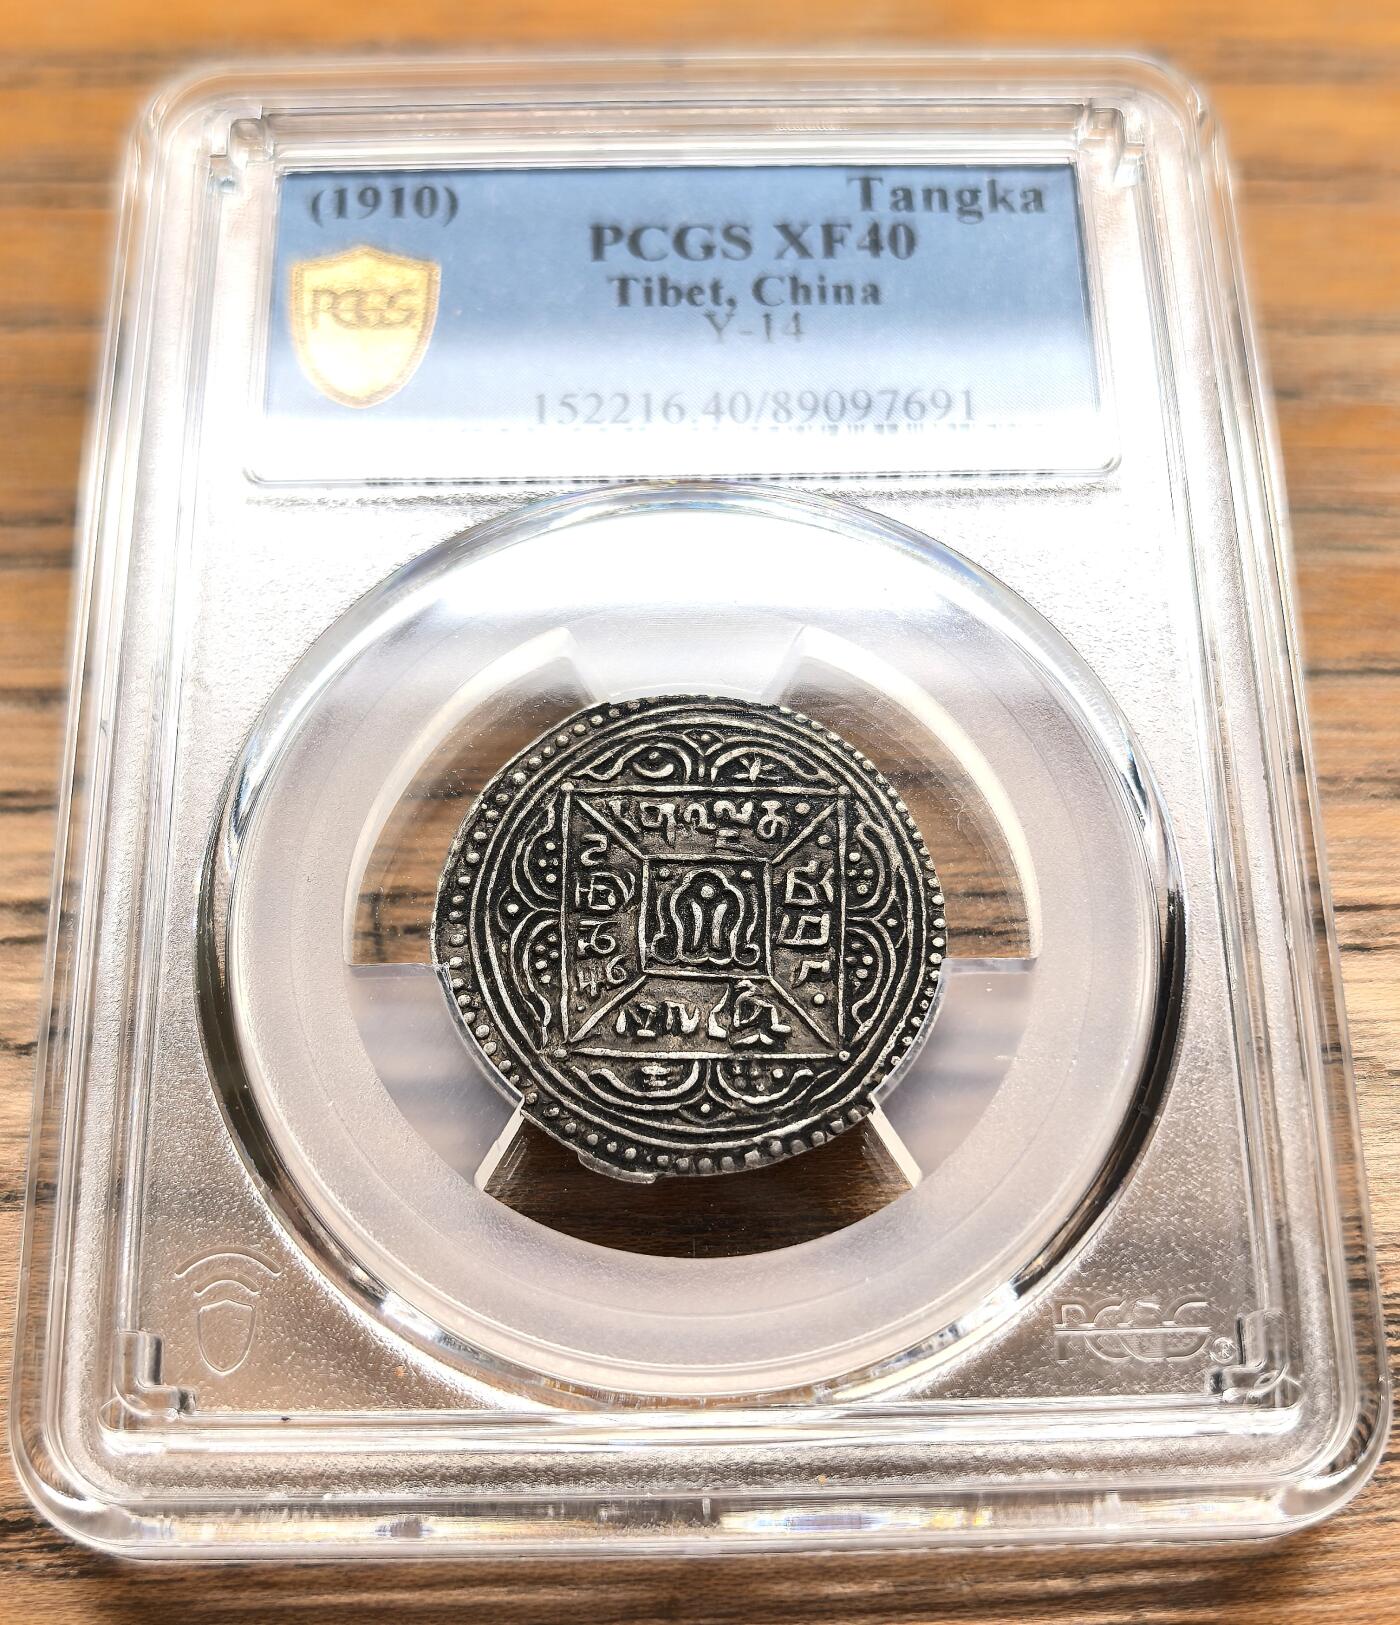 (1910) Tangka
PCGS XF40
PCGS
Tibet, China
Y-14
152216.40/89097691
PCGS